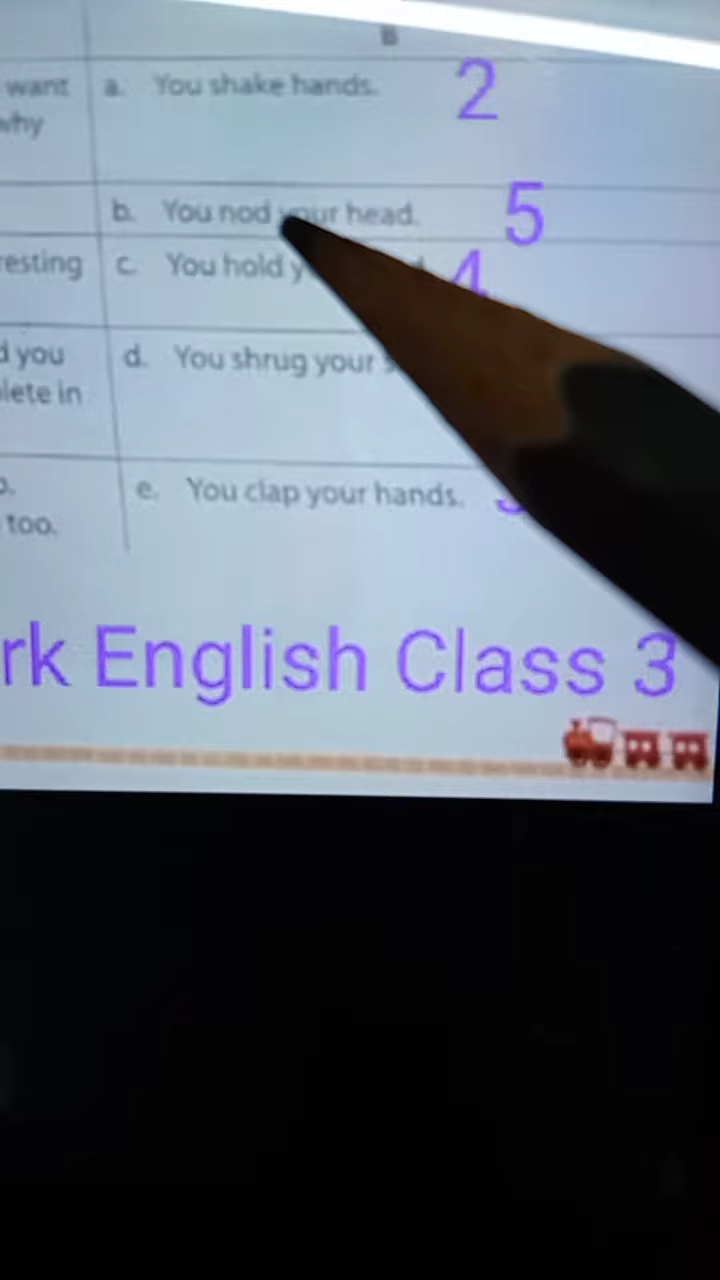 B
want a. You shake hands. 2
why
b. You nod your head. 5
resting c. You hold 4
d you d. You shrug your
lete in
e. You clap your hands.
too.
rk English Class 3